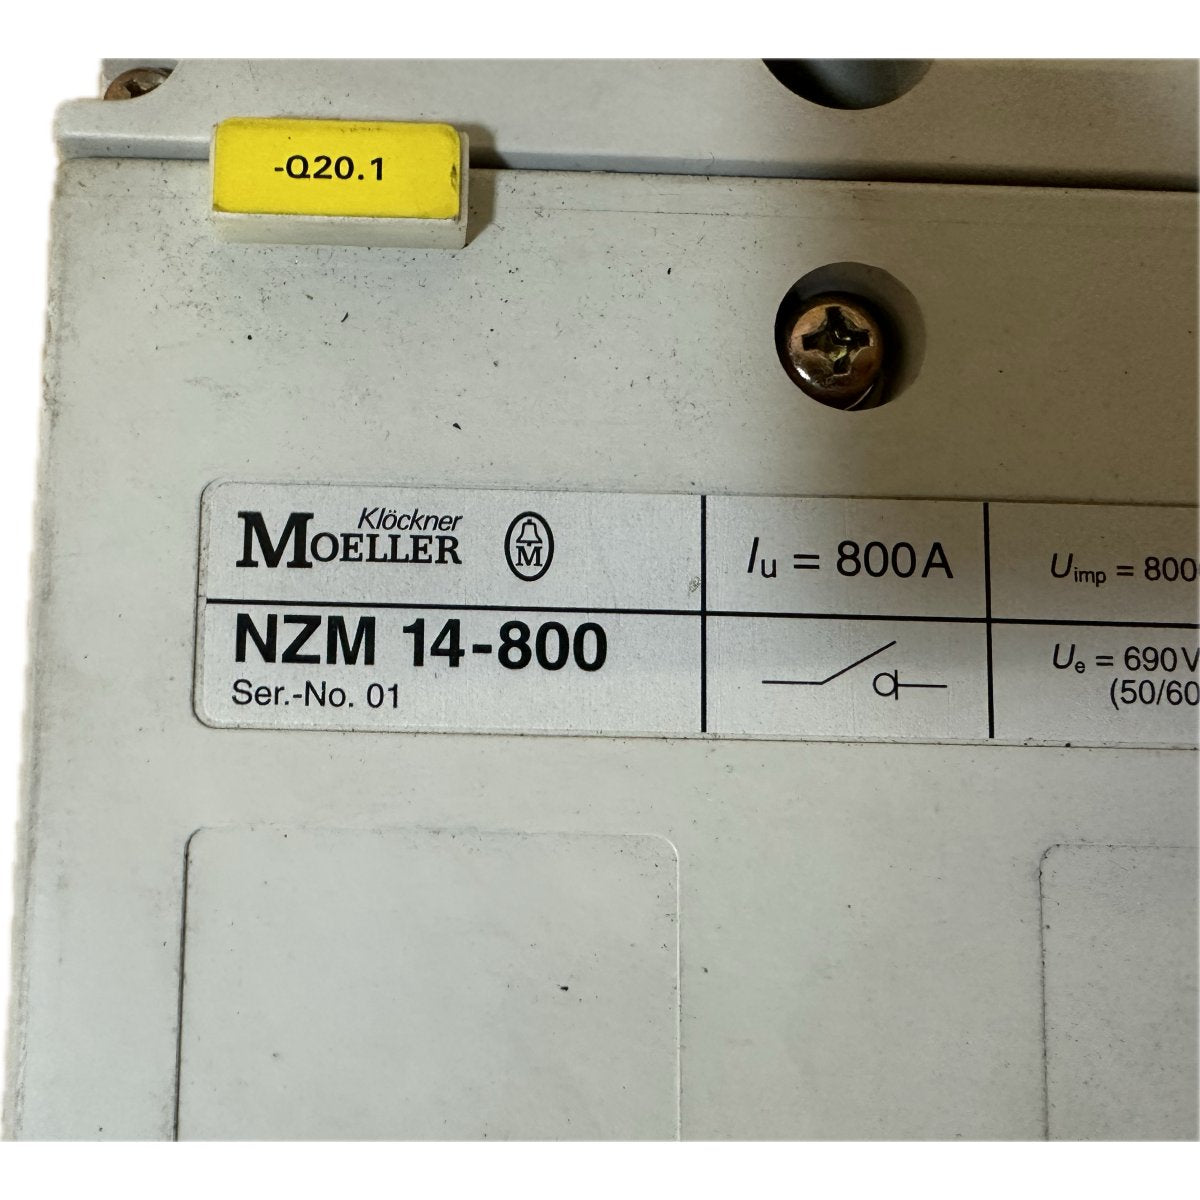 -Q20.1
Klöckner
MOELLER
M
Iu = 800A
Uimp = 800
NZM 14-800
Ser.-No. 01
Ue = 690V
(50/60